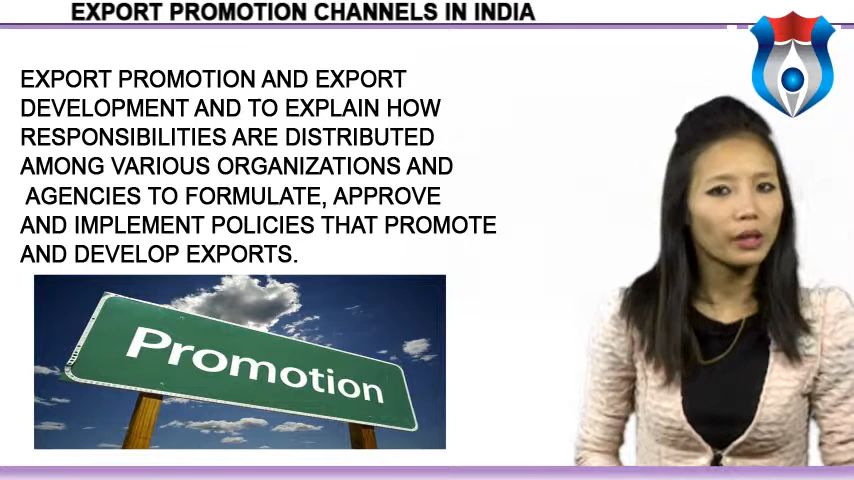 EXPORT PROMOTION CHANNELS IN INDIA
EXPORT PROMOTION AND EXPORT
DEVELOPMENT AND TO EXPLAIN HOW
RESPONSIBILITIES ARE DISTRIBUTED
AMONG VARIOUS ORGANIZATIONS AND
AGENCIES TO FORMULATE, APPROVE
AND IMPLEMENT POLICIES THAT PROMOTE
AND DEVELOP EXPORTS.
Promotion